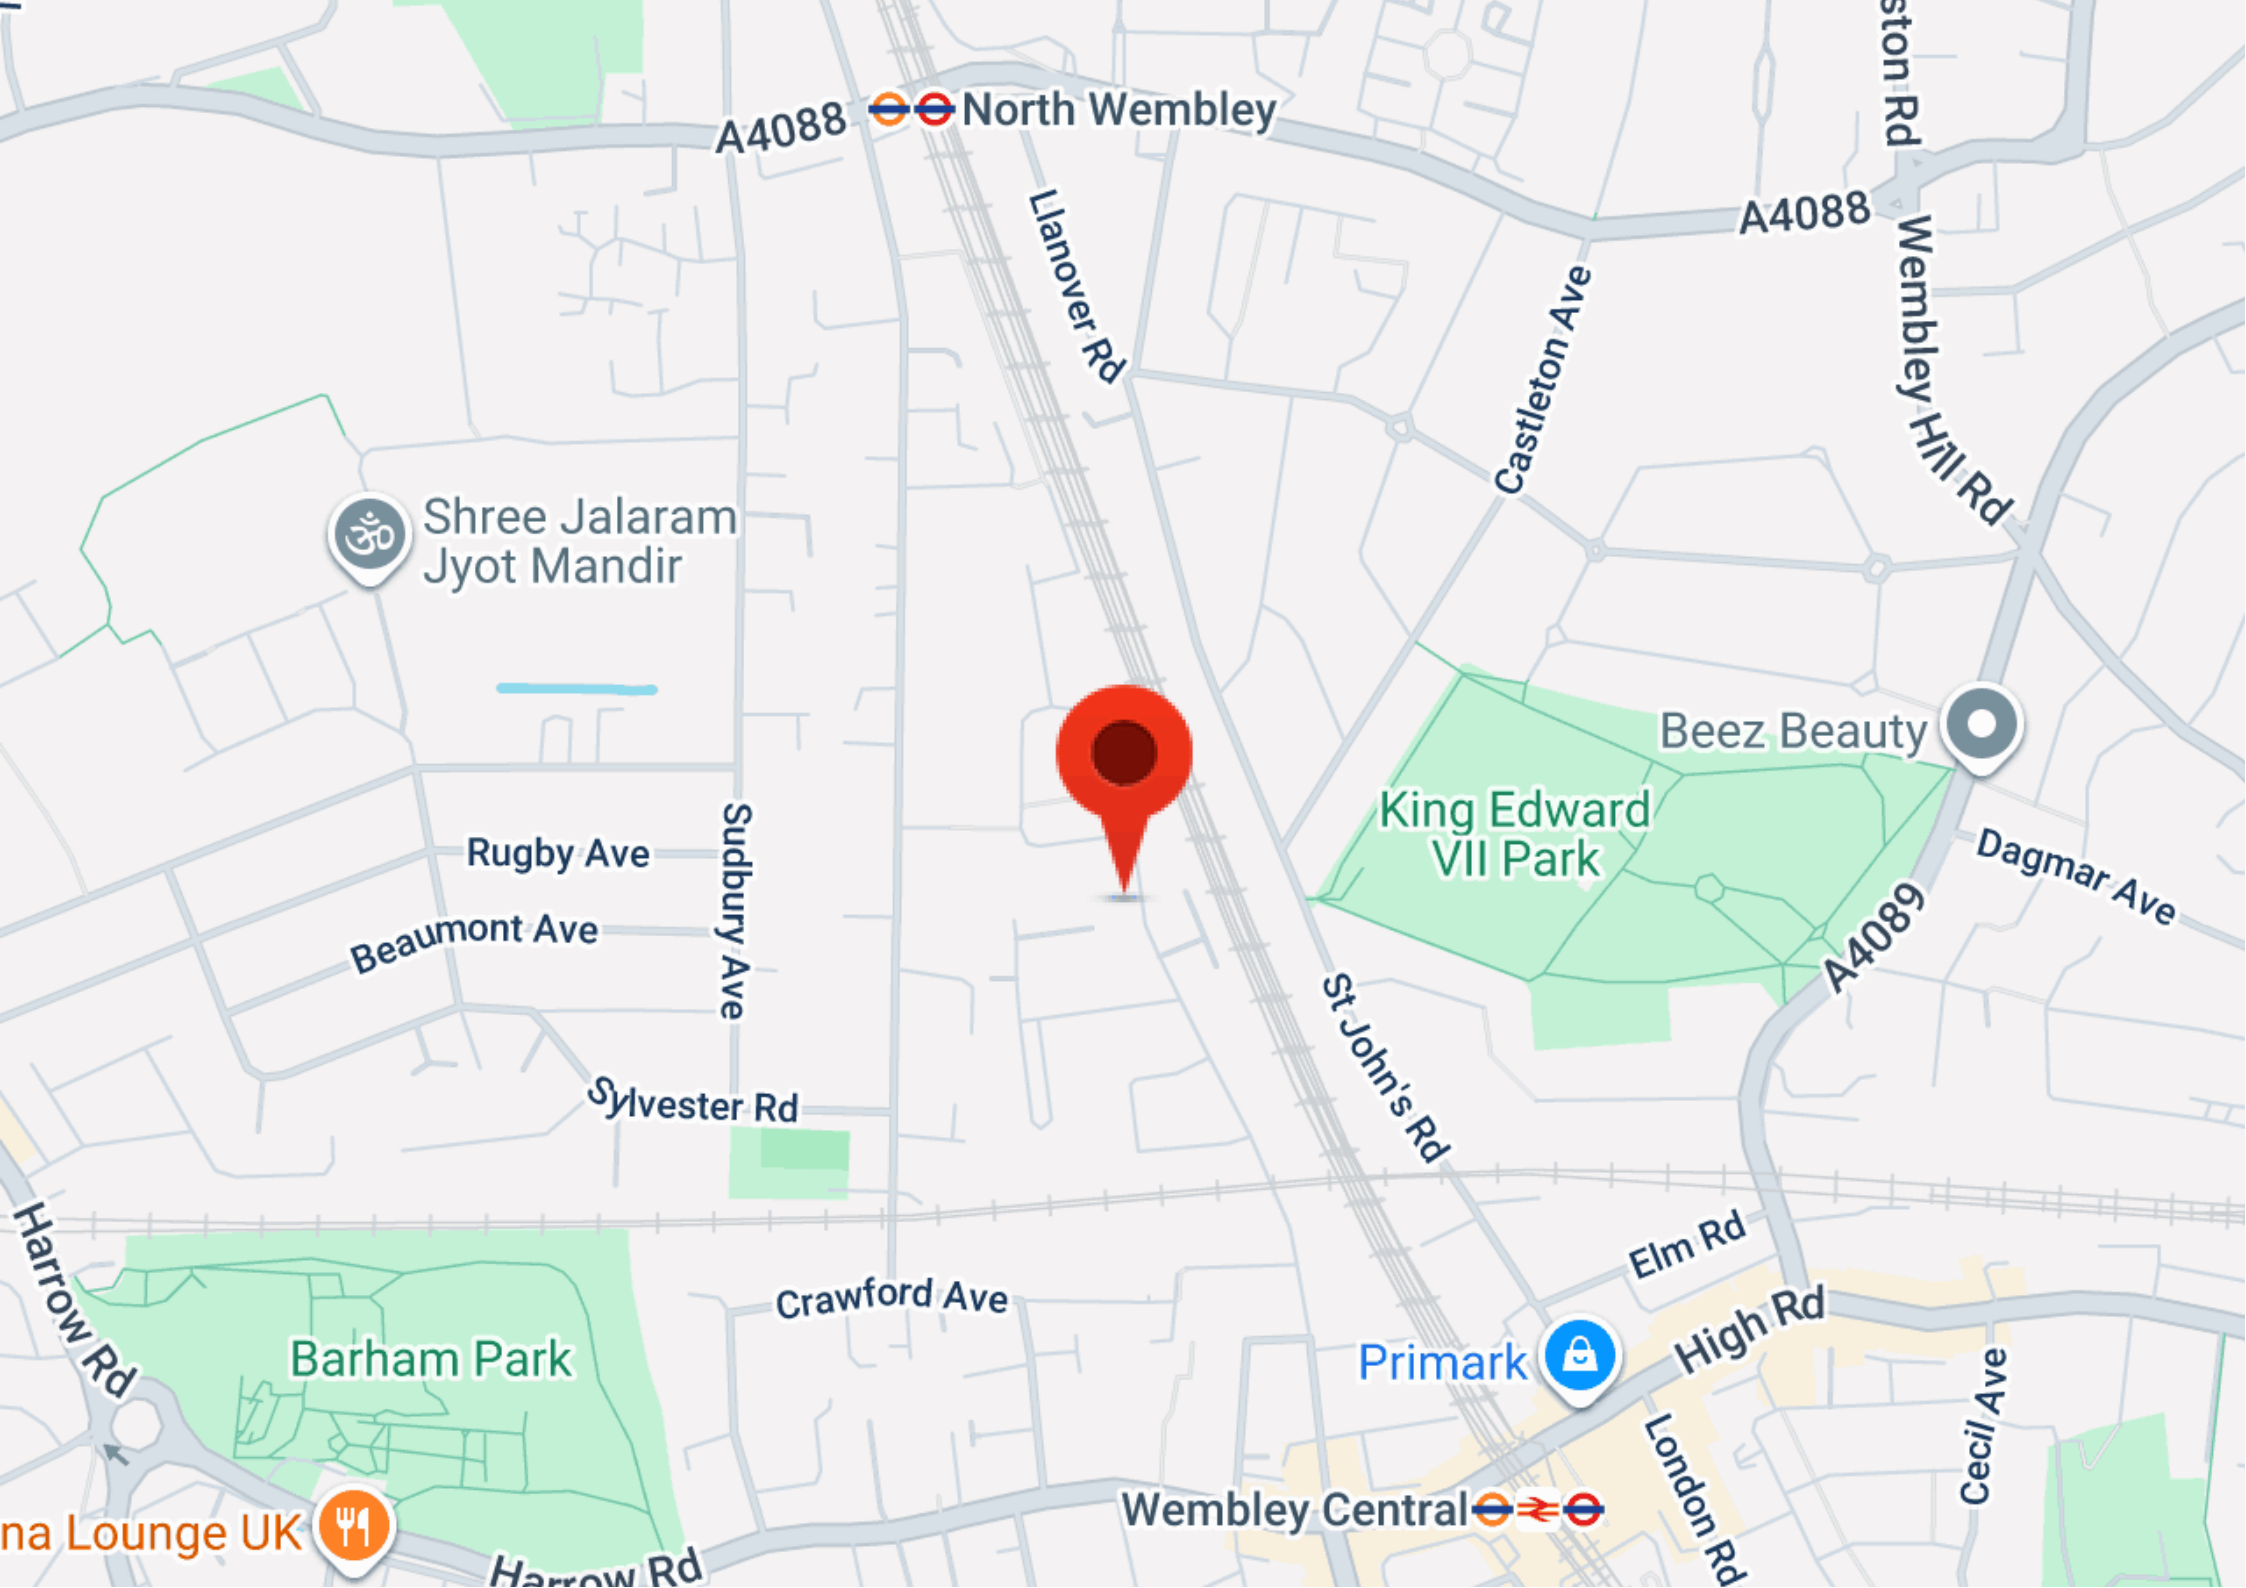 ston Rd
A4088
North Wembley
A4088
Llanover Rd
Wembley Hill Rd
Castleton Ave
Shree Jalaram
Jyot Mandir
Beez Beauty
King Edward
VII Park
Rugby Ave
Sudbury Ave
Dagmar Ave
Beaumont Ave
A4089
St John's Rd
Sylvester Rd
Harrow Rd
Elm Rd
Crawford Ave
High Rd
Barham Park
Primark
Cecil Ave
London Rd
Wembley Central
na Lounge UK
Harrow Rd